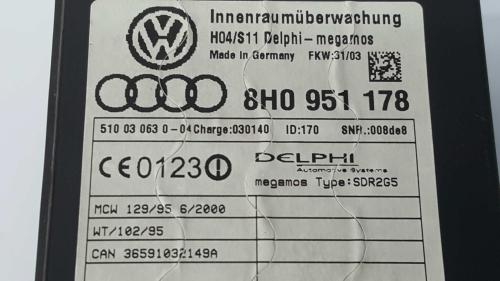 Innenraumüberwachung
H04/S11 Delphi-megamos
Made in Germany FKW:31/03
8H0 951 178
510 03 063 0-04 Charge:030140 ID:170 SNR.:008de8
CE0123!
DELPHI
Automotive Systems
megamos Type:SDR2G5
MCW 129/95 6/2000
WT/102/95
CAN 36591032149A